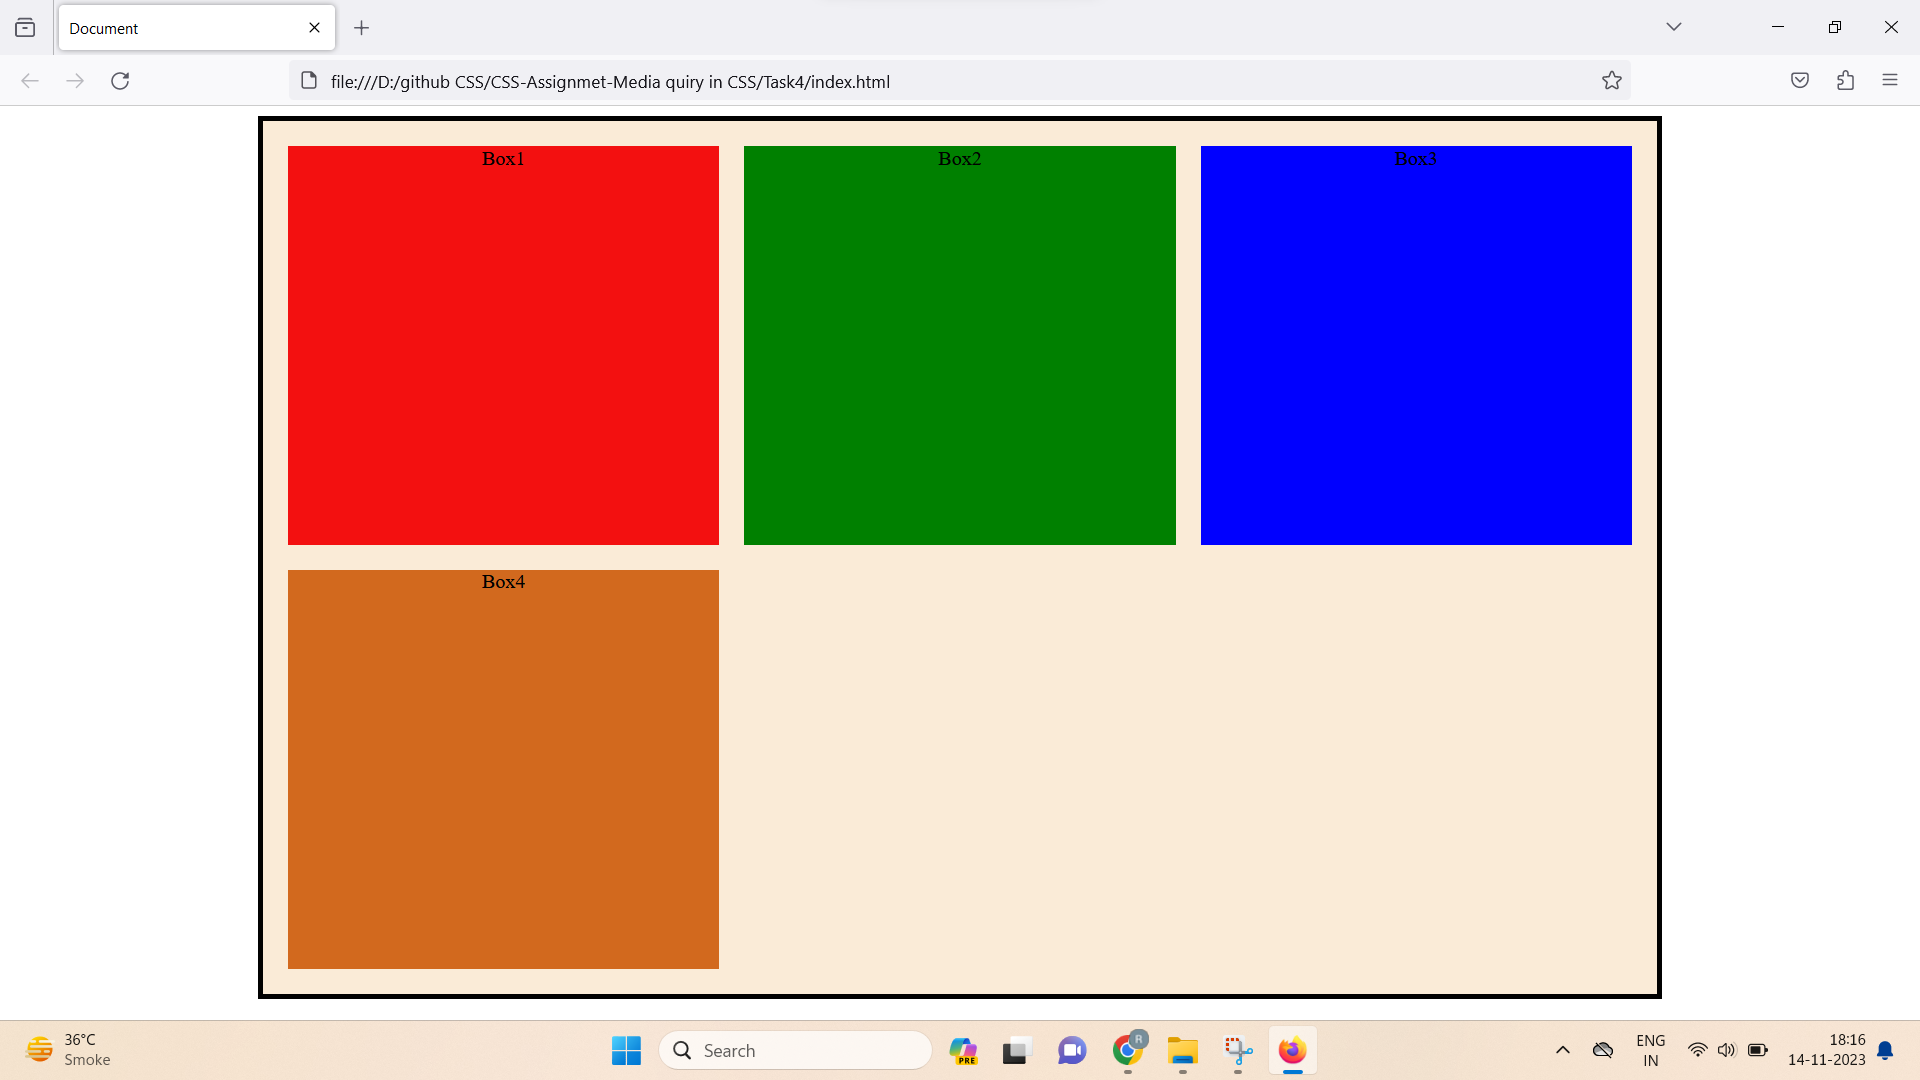 Document
file:///D:/github CSS/CSS-Assignmet-Media quiry in CSS/Task4/index.html
Box1
Box2
Box3
Box4
36°C
Smoke
Search
PRE
R
ENG
IN
18:16
14-11-2023